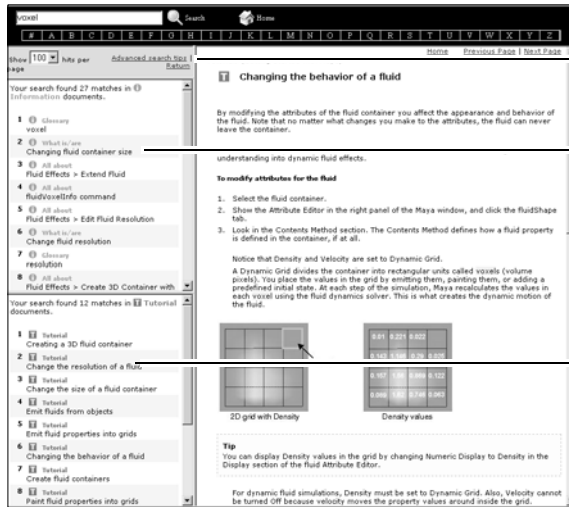 voxel
Search
Home
# A B C D E F G H I J K L M N O P Q R S T U V W X Y Z
Show 100 hits per page
Advanced search tips |
Return
Your search found 27 matches in Information documents.
1 Glossary
voxel
2 What is/are
Changing fluid container size
3 All about
Fluid Effects > Extend Fluid
4 All about
fluidVoxelInfo command
5 All about
Fluid Effects > Edit Fluid Resolution
6 What is/are
Change fluid resolution
7 Glossary
resolution
8 All about
Fluid Effects > Create 3D Container with
Your search found 12 matches in Tutorial documents.
1 Tutorial
Creating a 3D fluid container
2 Tutorial
Change the resolution of a fluid
3 Tutorial
Change the size of a fluid container
4 Tutorial
Emit fluids from objects
5 Tutorial
Emit fluid properties into grids
6 Tutorial
Changing the behavior of a fluid
7 Tutorial
Create fluid containers
8 Tutorial
Paint fluid properties into grids
Home Previous Page | Next Page
Changing the behavior of a fluid
By modifying the attributes of the fluid container you affect the appearance and behavior of
the fluid. Note that no matter what changes you make to the attributes, the fluid can never
leave the container.
understanding into dynamic fluid effects.
To modify attributes for the fluid
1. Select the fluid container.
2. Show the Attribute Editor in the right panel of the Maya window, and click the fluidShape
tab.
3. Look in the Contents Method section. The Contents Method defines how a fluid property
is defined in the container, if at all.
Notice that Density and Velocity are set to Dynamic Grid.
A Dynamic Grid divides the container into rectangular units called voxels (volume
pixels). You place the values in the grid by emitting them, painting them, or adding a
predefined initial state. At each step of the simulation, Maya recalculates the values in
each voxel using the fluid dynamics solver. This is what creates the dynamic motion of
the fluid.
0.01 0.221 0.022
2D grid with Density
Density values
Tip
You can display Density values in the grid by changing Numeric Display to Density in the
Display section of the fluid Attribute Editor.
For dynamic fluid simulations, Density must be set to Dynamic Grid. Also, Velocity cannot
be turned Off because velocity moves the property values around inside the grid.